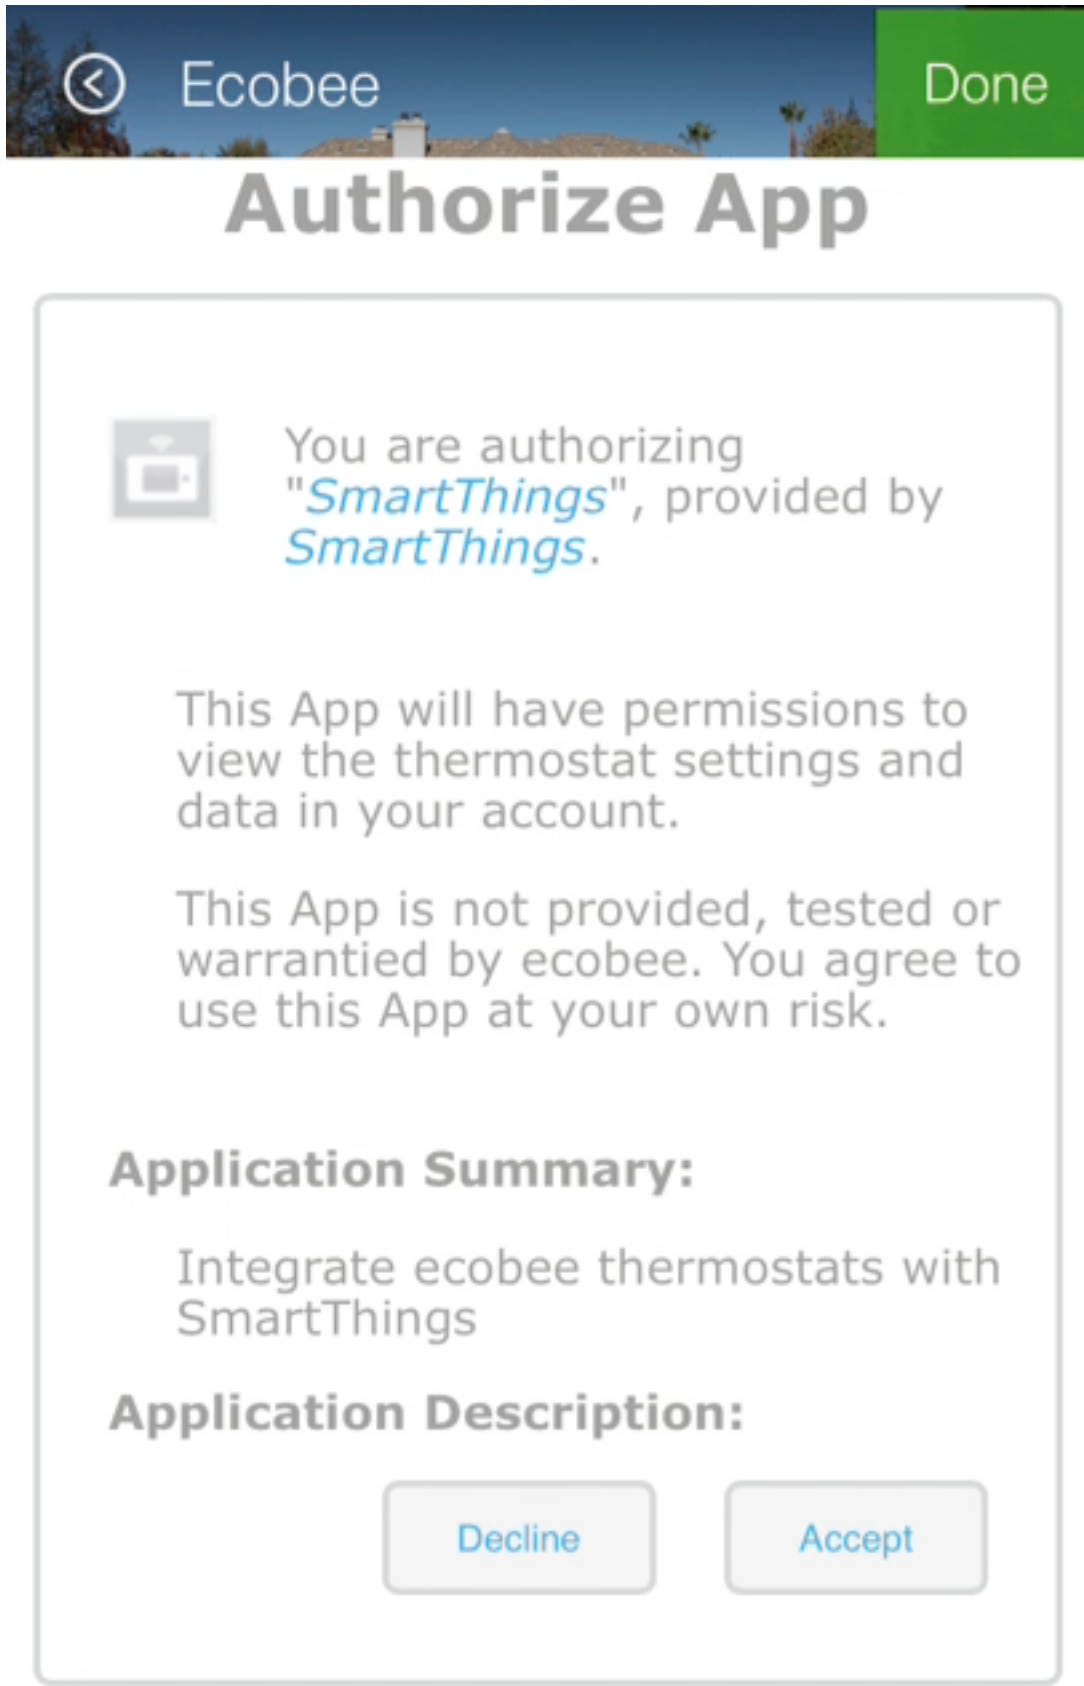 Ecobee
Done
Authorize App
You are authorizing
"SmartThings", provided by
SmartThings.
This App will have permissions to
view the thermostat settings and
data in your account.
This App is not provided, tested or
warrantied by ecobee. You agree to
use this App at your own risk.
Application Summary:
Integrate ecobee thermostats with
SmartThings
Application Description:
Decline
Accept